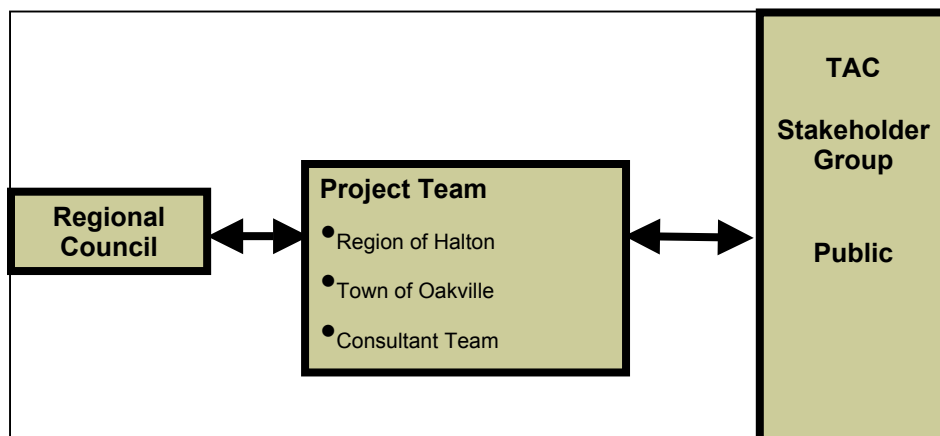 Regional
Council
Project Team
•Region of Halton
•Town of Oakville
•Consultant Team
TAC
Stakeholder
Group
Public